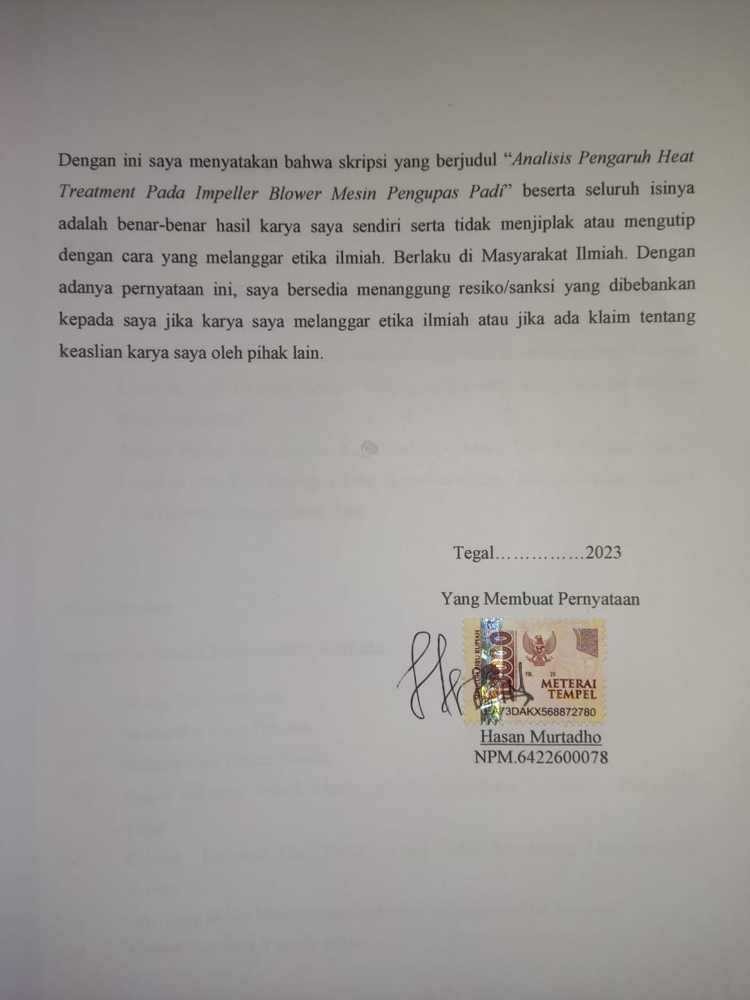 Dengan ini saya menyatakan bahwa skripsi yang berjudul “Analisis Pengaruh Heat
Treatment Pada Impeller Blower Mesin Pengupas Padi” beserta seluruh isinya
adalah benar-benar hasil karya saya sendiri serta tidak menjiplak atau mengutip
dengan cara yang melanggar etika ilmiah. Berlaku di Masyarakat Ilmiah. Dengan
adanya pernyataan ini, saya bersedia menanggung resiko/sanksi yang dibebankan
kepada saya jika karya saya melanggar etika ilmiah atau jika ada klaim tentang
keaslian karya saya oleh pihak lain.
Tegal……………2023
Yang Membuat Pernyataan
RIBU RUPIAH
TGL. 20
METERAI
TEMPEL
73DAKX568872780
Hasan Murtadho
NPM.6422600078